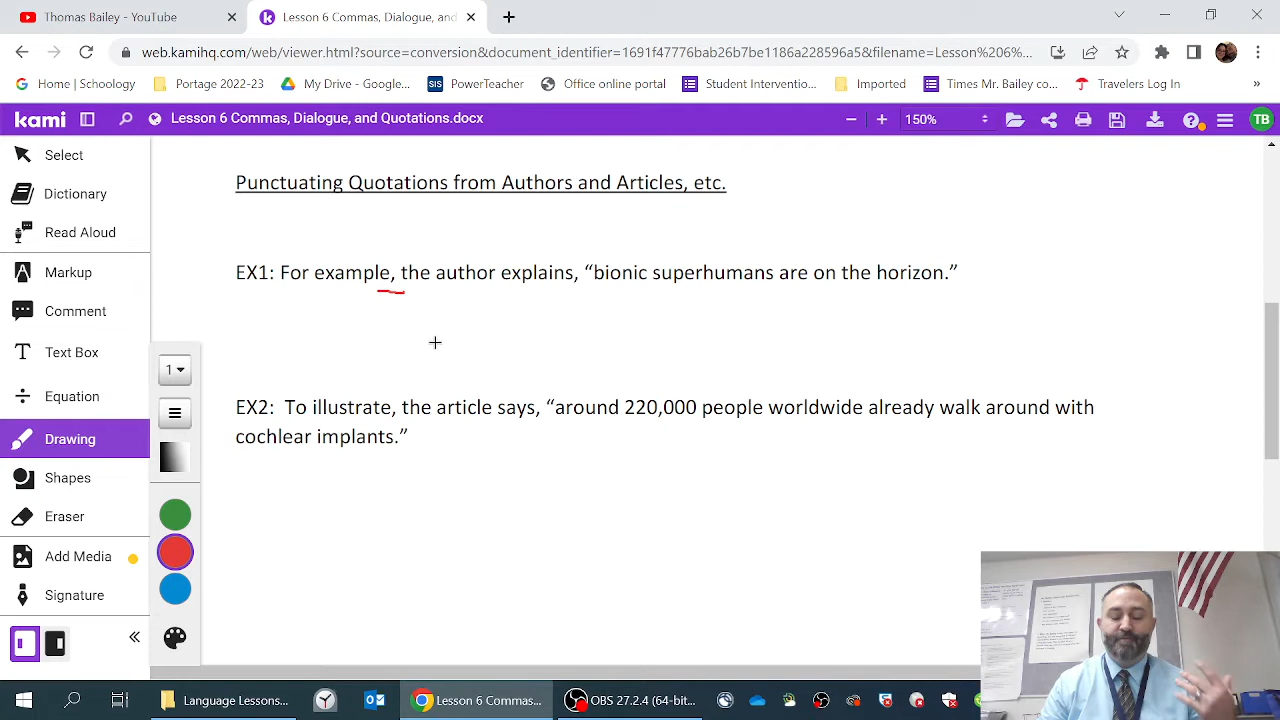 Thomas Bailey - YouTube
Lesson 6 Commas, Dialogue, and
web.kamihq.com/web/viewer.html?source=conversion&document_identifier=1691f47776bab26b7be1186a228596a5&filename=Lesson%206%...
Home | Schoology
Portage 2022-23
My Drive - Google...
SIS
PowerTeacher
Office online portal
Student Interventio...
Imported
Times Mr. Bailey co...
Travelers Log In
»
kami
Lesson 6 Commas, Dialogue, and Quotations.docx
150%
TB
Select
Dictionary
Read Aloud
Markup
Comment
Text Box
Equation
Drawing
Shapes
Eraser
Add Media
Signature
1
Punctuating Quotations from Authors and Articles, etc.
EX1: For example, the author explains, “bionic superhumans are on the horizon.”
EX2:  To illustrate, the article says, “around 220,000 people worldwide already walk around with
cochlear implants.”
Language Lessons...
Lesson 6 Commas...
OBS 27.2.4 (64-bit...